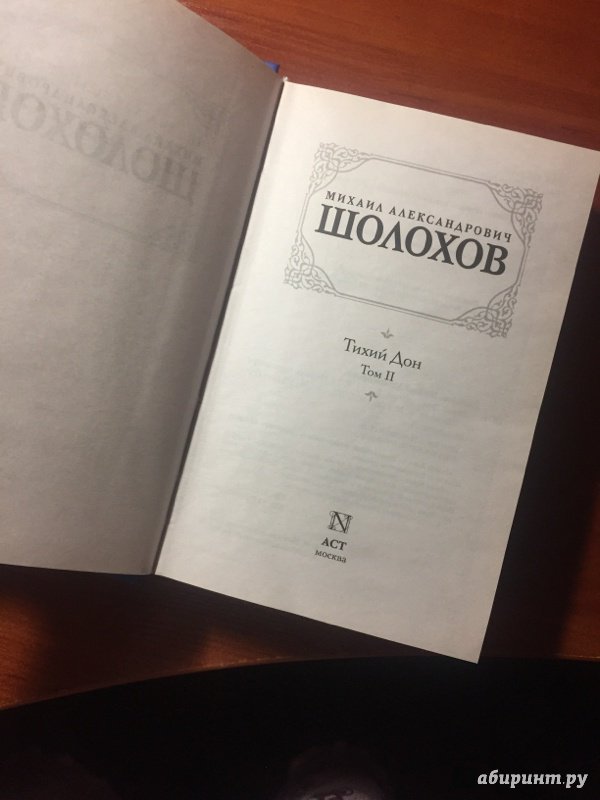 МИХАИЛ АЛЕКСАНДРОВИЧ
ШОЛОХОВ
Тихий Дон
Том II
N
АСТ
москва
абиринт.ру